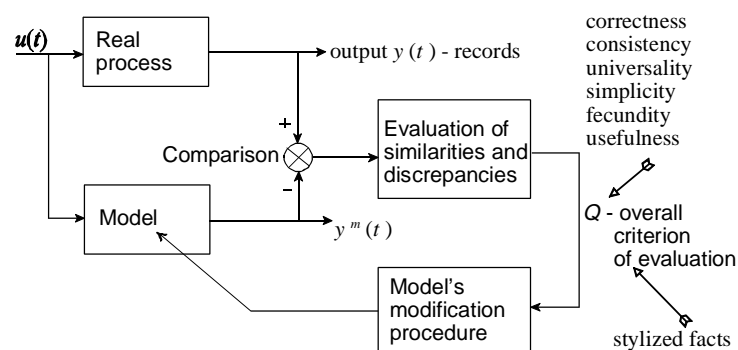 u(t)
Real
process
output y (t) - records
correctness
consistency
universality
simplicity
fecundity
usefulness
+
Comparison
−
Evaluation of
similarities and
discrepancies
Model
y m (t)
Q - overall
criterion
of evaluation
Model's
modification
procedure
stylized facts